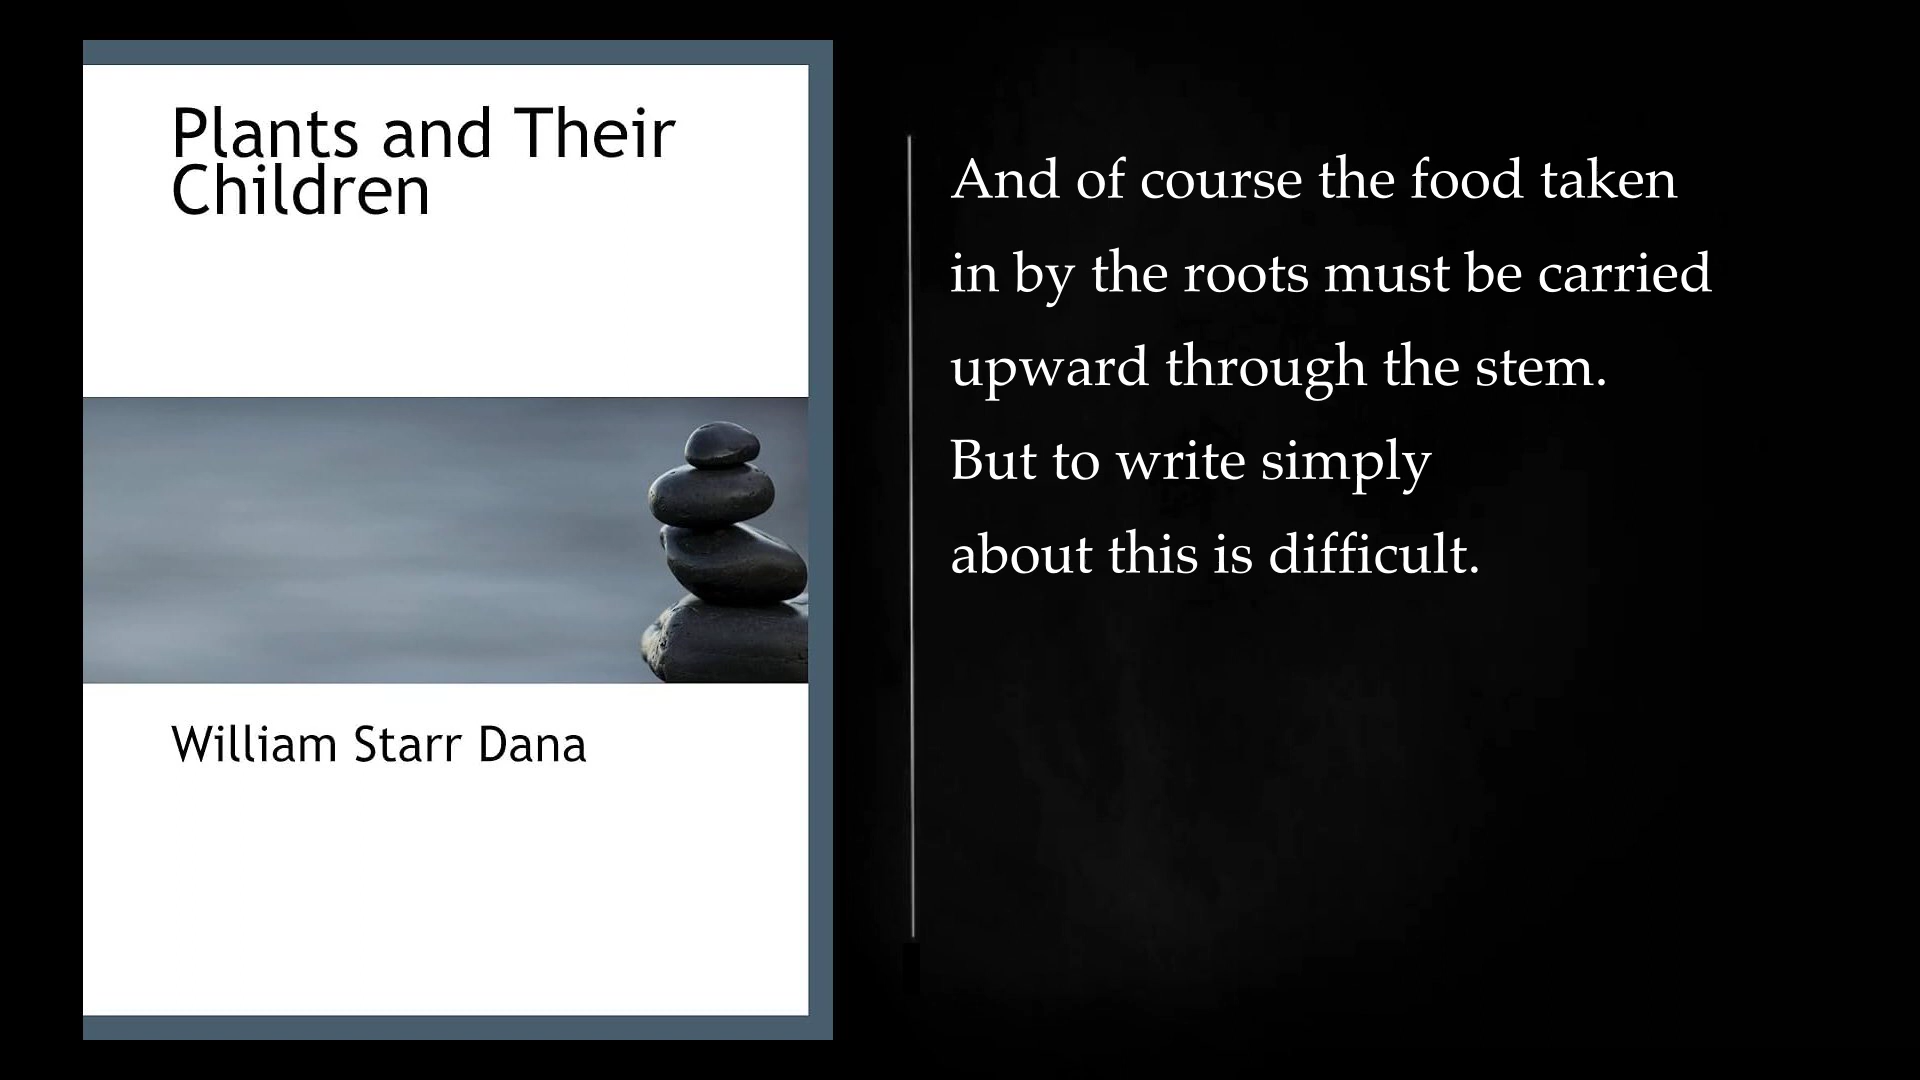 Plants and Their
Children
William Starr Dana
And of course the food taken
in by the roots must be carried
upward through the stem.
But to write simply
about this is difficult.